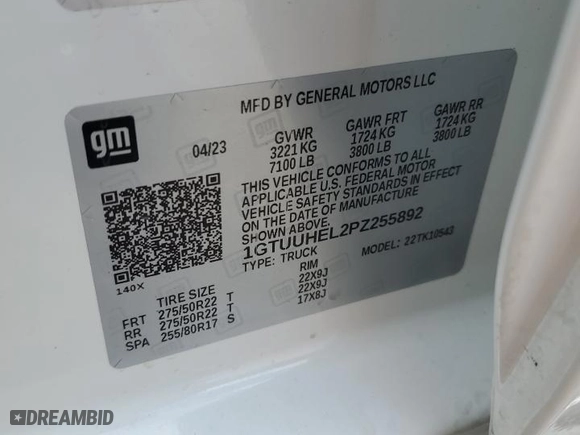 MFD BY GENERAL MOTORS LLC
gm
04/23
GVWR GAWR FRT GAWR RR
3221 KG 1724 KG 1724 KG
7100 LB 3800 LB 3800 LB
THIS VEHICLE CONFORMS TO ALL
APPLICABLE U.S. FEDERAL MOTOR
VEHICLE SAFETY STANDARDS IN EFFECT
ON THE DATE OF MANUFACTURE
SHOWN ABOVE.
1GTUUHEL2PZ255892
TYPE: TRUCK MODEL: 22TK10543
140X
TIRE SIZE RIM
FRT 275/50R22 T 22X9J
RR 275/50R22 T 22X9J
SPA 255/80R17 S 17X8J
DREAMBID